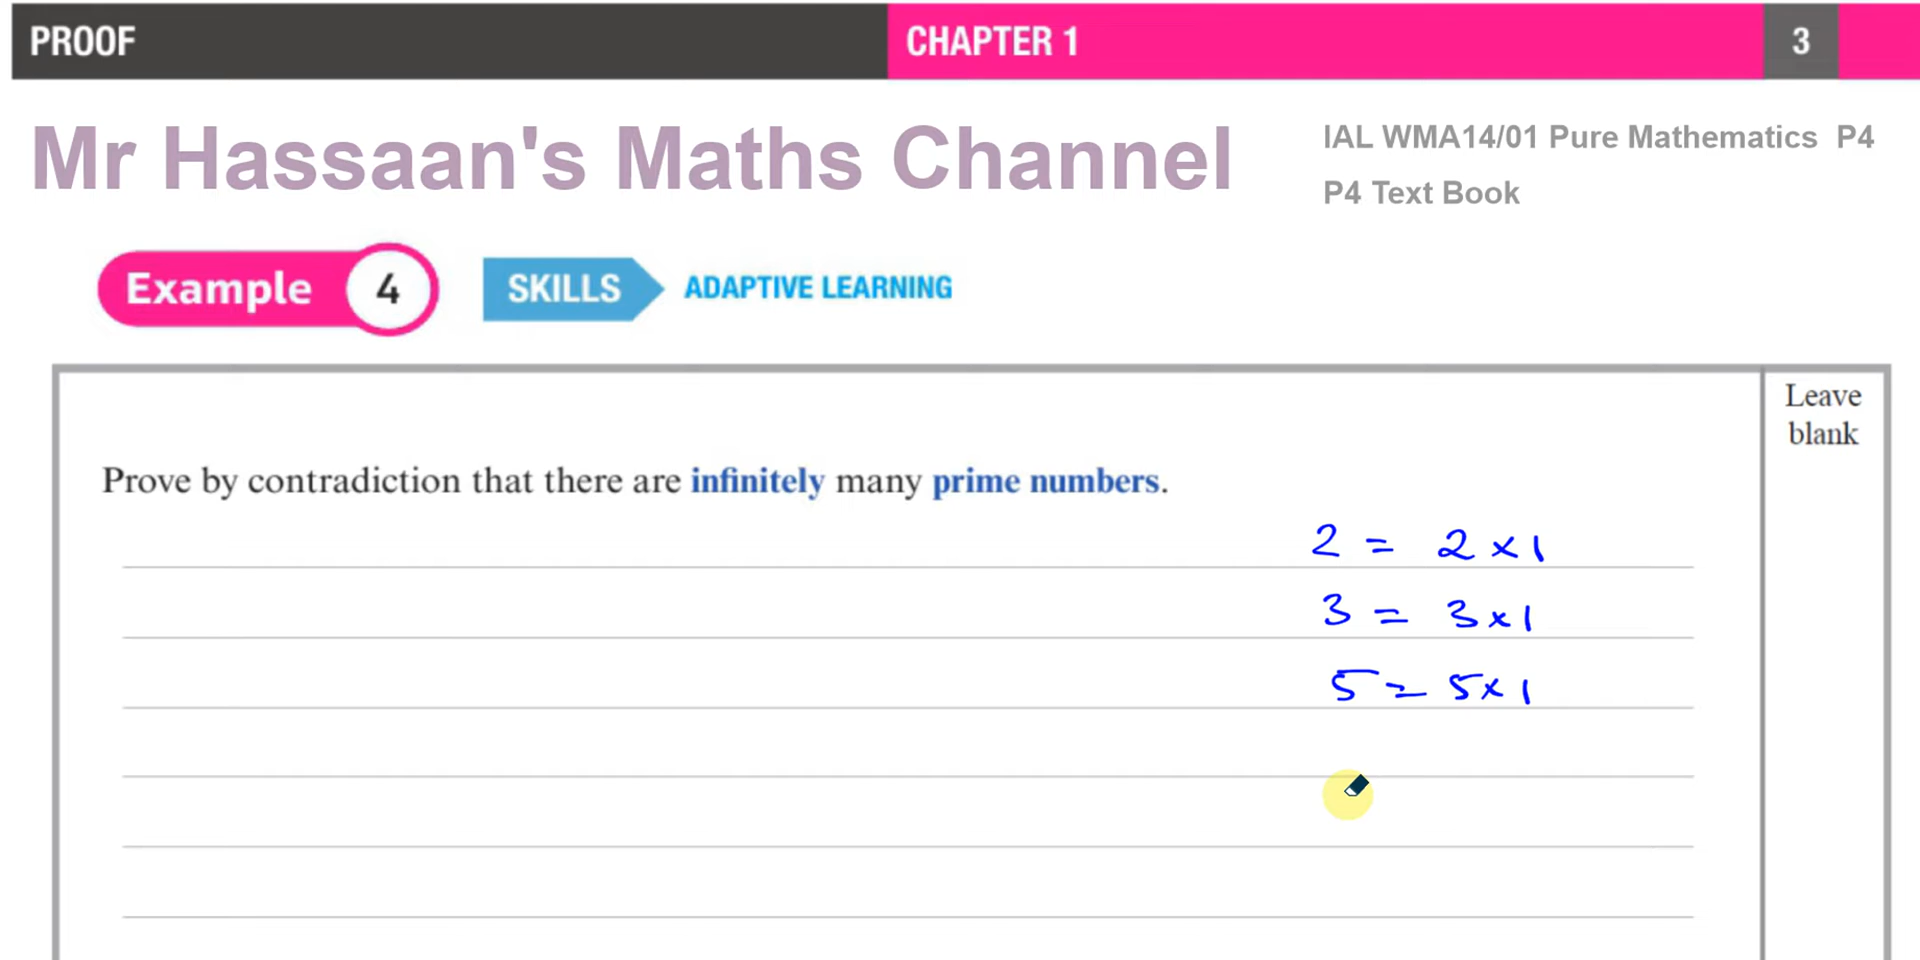 PROOF CHAPTER 1 3
Mr Hassaan's Maths Channel
IAL WMA14/01 Pure Mathematics P4
P4 Text Book
Example 4 SKILLS ADAPTIVE LEARNING
Leave
blank
Prove by contradiction that there are infinitely many prime numbers.
2 = 2 × 1
3 = 3 × 1
5 = 5 × 1